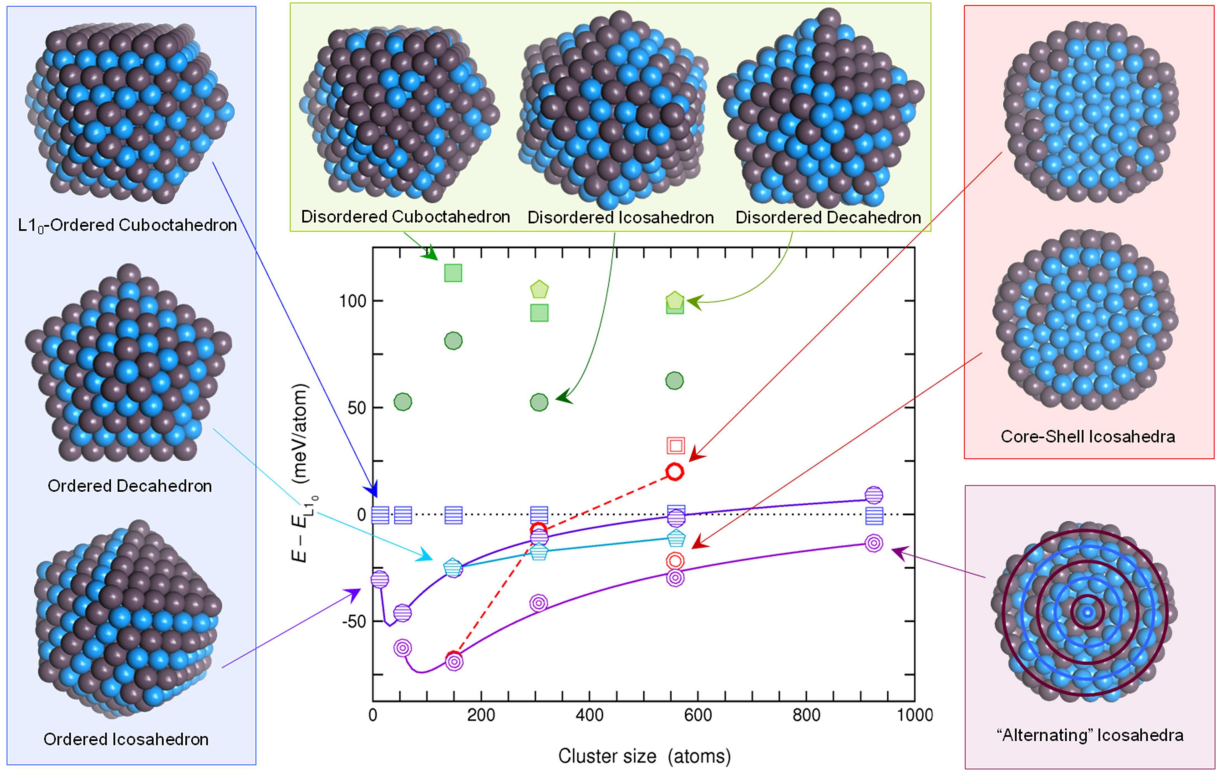 Disordered Cuboctahedron
Disordered Icosahedron
Disordered Decahedron
L1₀-Ordered Cuboctahedron
Ordered Decahedron
Ordered Icosahedron
Core-Shell Icosahedra
“Alternating” Icosahedra
E − E_L1₀ (meV/atom)
100
50
0
-50
0
200
400
600
800
1000
Cluster size (atoms)